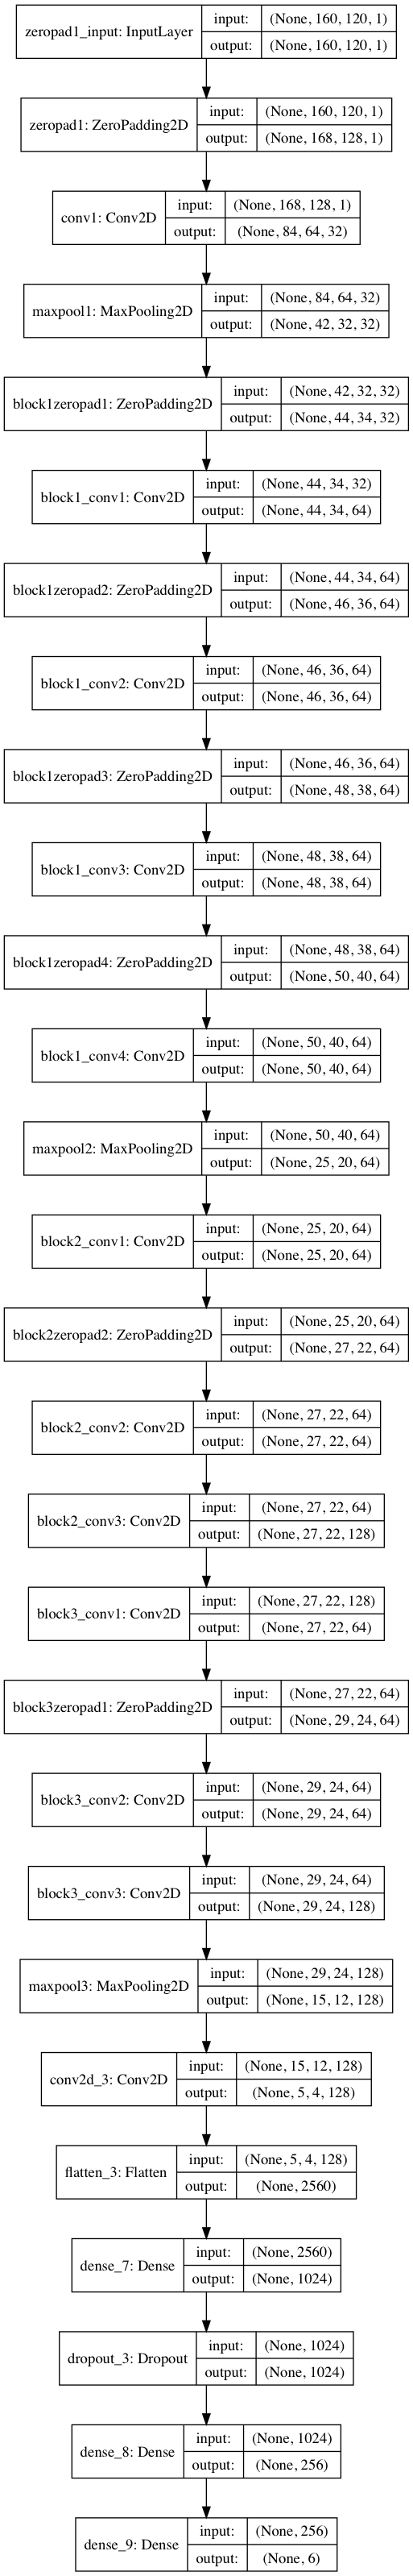 zeropad1_input: InputLayer
input: (None, 160, 120, 1)
output: (None, 160, 120, 1)
zeropad1: ZeroPadding2D
input: (None, 160, 120, 1)
output: (None, 168, 128, 1)
conv1: Conv2D
input: (None, 168, 128, 1)
output: (None, 84, 64, 32)
maxpool1: MaxPooling2D
input: (None, 84, 64, 32)
output: (None, 42, 32, 32)
block1zeropad1: ZeroPadding2D
input: (None, 42, 32, 32)
output: (None, 44, 34, 32)
block1_conv1: Conv2D
input: (None, 44, 34, 32)
output: (None, 44, 34, 64)
block1zeropad2: ZeroPadding2D
input: (None, 44, 34, 64)
output: (None, 46, 36, 64)
block1_conv2: Conv2D
input: (None, 46, 36, 64)
output: (None, 46, 36, 64)
block1zeropad3: ZeroPadding2D
input: (None, 46, 36, 64)
output: (None, 48, 38, 64)
block1_conv3: Conv2D
input: (None, 48, 38, 64)
output: (None, 48, 38, 64)
block1zeropad4: ZeroPadding2D
input: (None, 48, 38, 64)
output: (None, 50, 40, 64)
block1_conv4: Conv2D
input: (None, 50, 40, 64)
output: (None, 50, 40, 64)
maxpool2: MaxPooling2D
input: (None, 50, 40, 64)
output: (None, 25, 20, 64)
block2_conv1: Conv2D
input: (None, 25, 20, 64)
output: (None, 25, 20, 64)
block2zeropad2: ZeroPadding2D
input: (None, 25, 20, 64)
output: (None, 27, 22, 64)
block2_conv2: Conv2D
input: (None, 27, 22, 64)
output: (None, 27, 22, 64)
block2_conv3: Conv2D
input: (None, 27, 22, 64)
output: (None, 27, 22, 128)
block3_conv1: Conv2D
input: (None, 27, 22, 128)
output: (None, 27, 22, 64)
block3zeropad1: ZeroPadding2D
input: (None, 27, 22, 64)
output: (None, 29, 24, 64)
block3_conv2: Conv2D
input: (None, 29, 24, 64)
output: (None, 29, 24, 64)
block3_conv3: Conv2D
input: (None, 29, 24, 64)
output: (None, 29, 24, 128)
maxpool3: MaxPooling2D
input: (None, 29, 24, 128)
output: (None, 15, 12, 128)
conv2d_3: Conv2D
input: (None, 15, 12, 128)
output: (None, 5, 4, 128)
flatten_3: Flatten
input: (None, 5, 4, 128)
output: (None, 2560)
dense_7: Dense
input: (None, 2560)
output: (None, 1024)
dropout_3: Dropout
input: (None, 1024)
output: (None, 1024)
dense_8: Dense
input: (None, 1024)
output: (None, 256)
dense_9: Dense
input: (None, 256)
output: (None, 6)